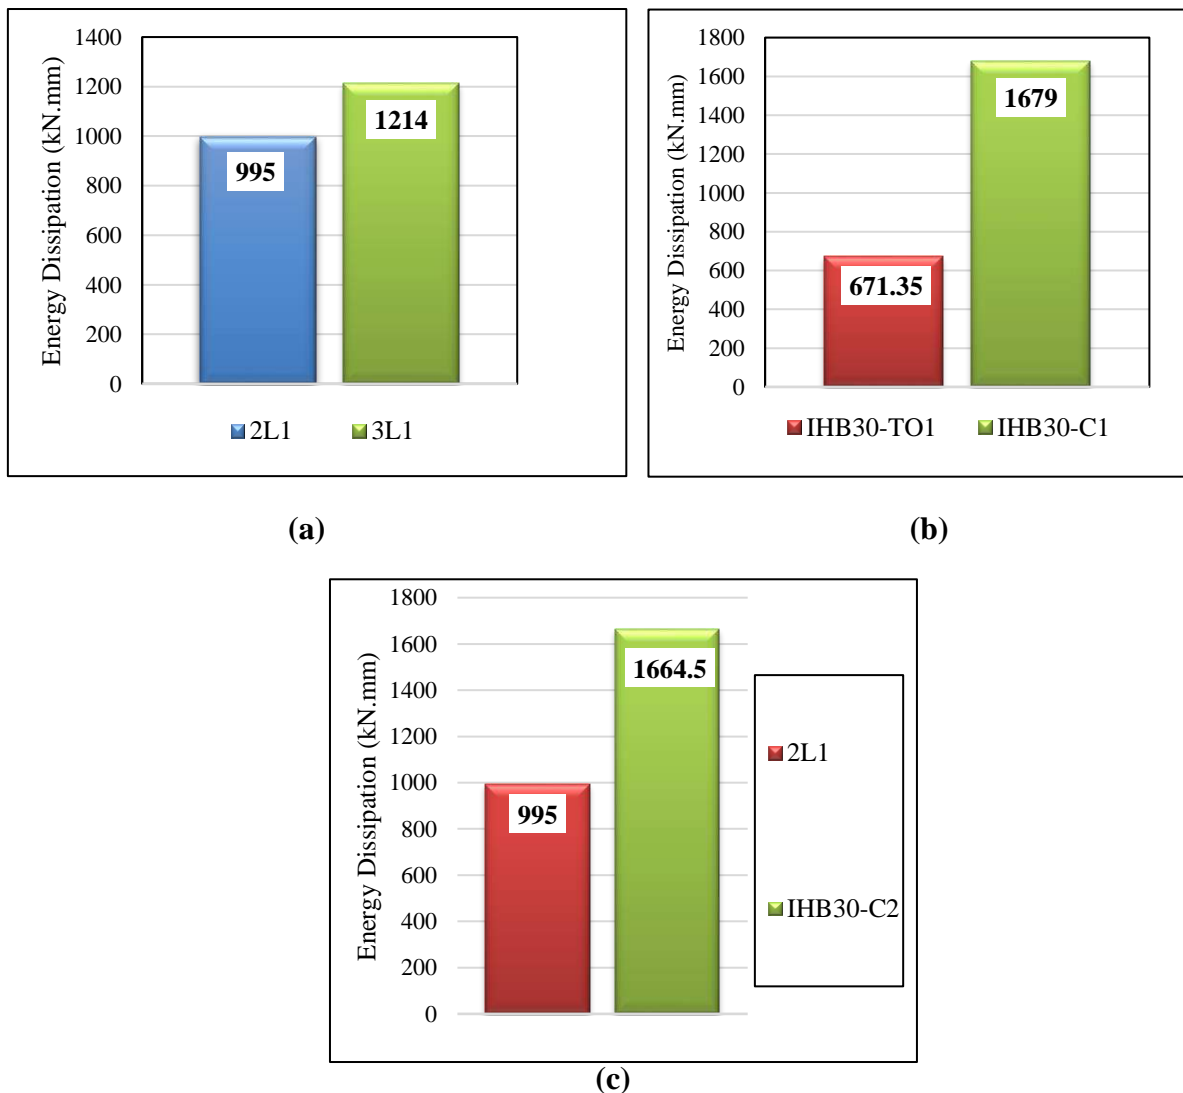 Energy Dissipation (kN.mm)
1400
1200
1000
800
600
400
200
0
995
1214
2L1
3L1
(a)
Energy Dissipation (kN.mm)
1800
1600
1400
1200
1000
800
600
400
200
0
671.35
1679
IHB30-TO1
IHB30-C1
(b)
Energy Dissipation (kN.mm)
1800
1600
1400
1200
1000
800
600
400
200
0
995
1664.5
2L1
IHB30-C2
(c)